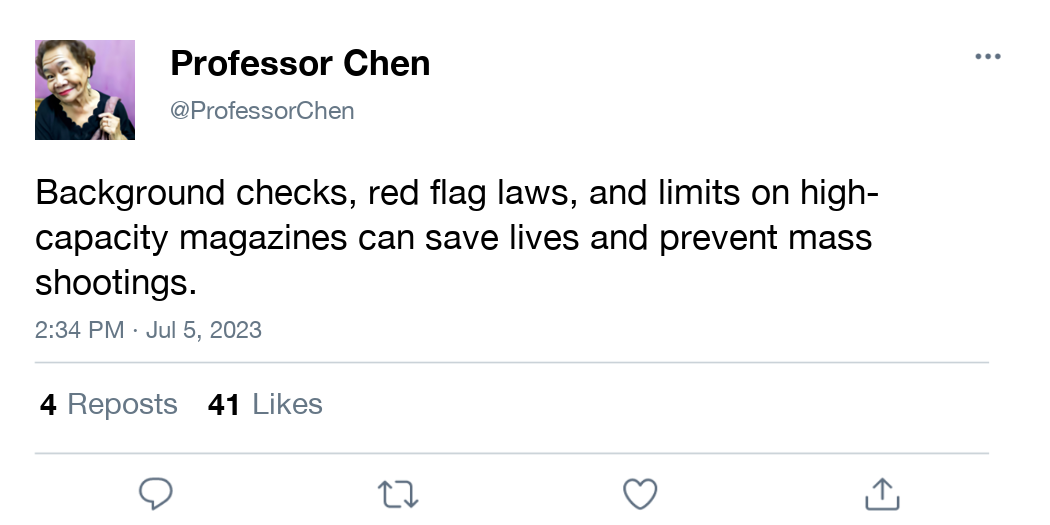 Professor Chen
@ProfessorChen
Background checks, red flag laws, and limits on high-
capacity magazines can save lives and prevent mass
shootings.
2:34 PM · Jul 5, 2023
4 Reposts 41 Likes